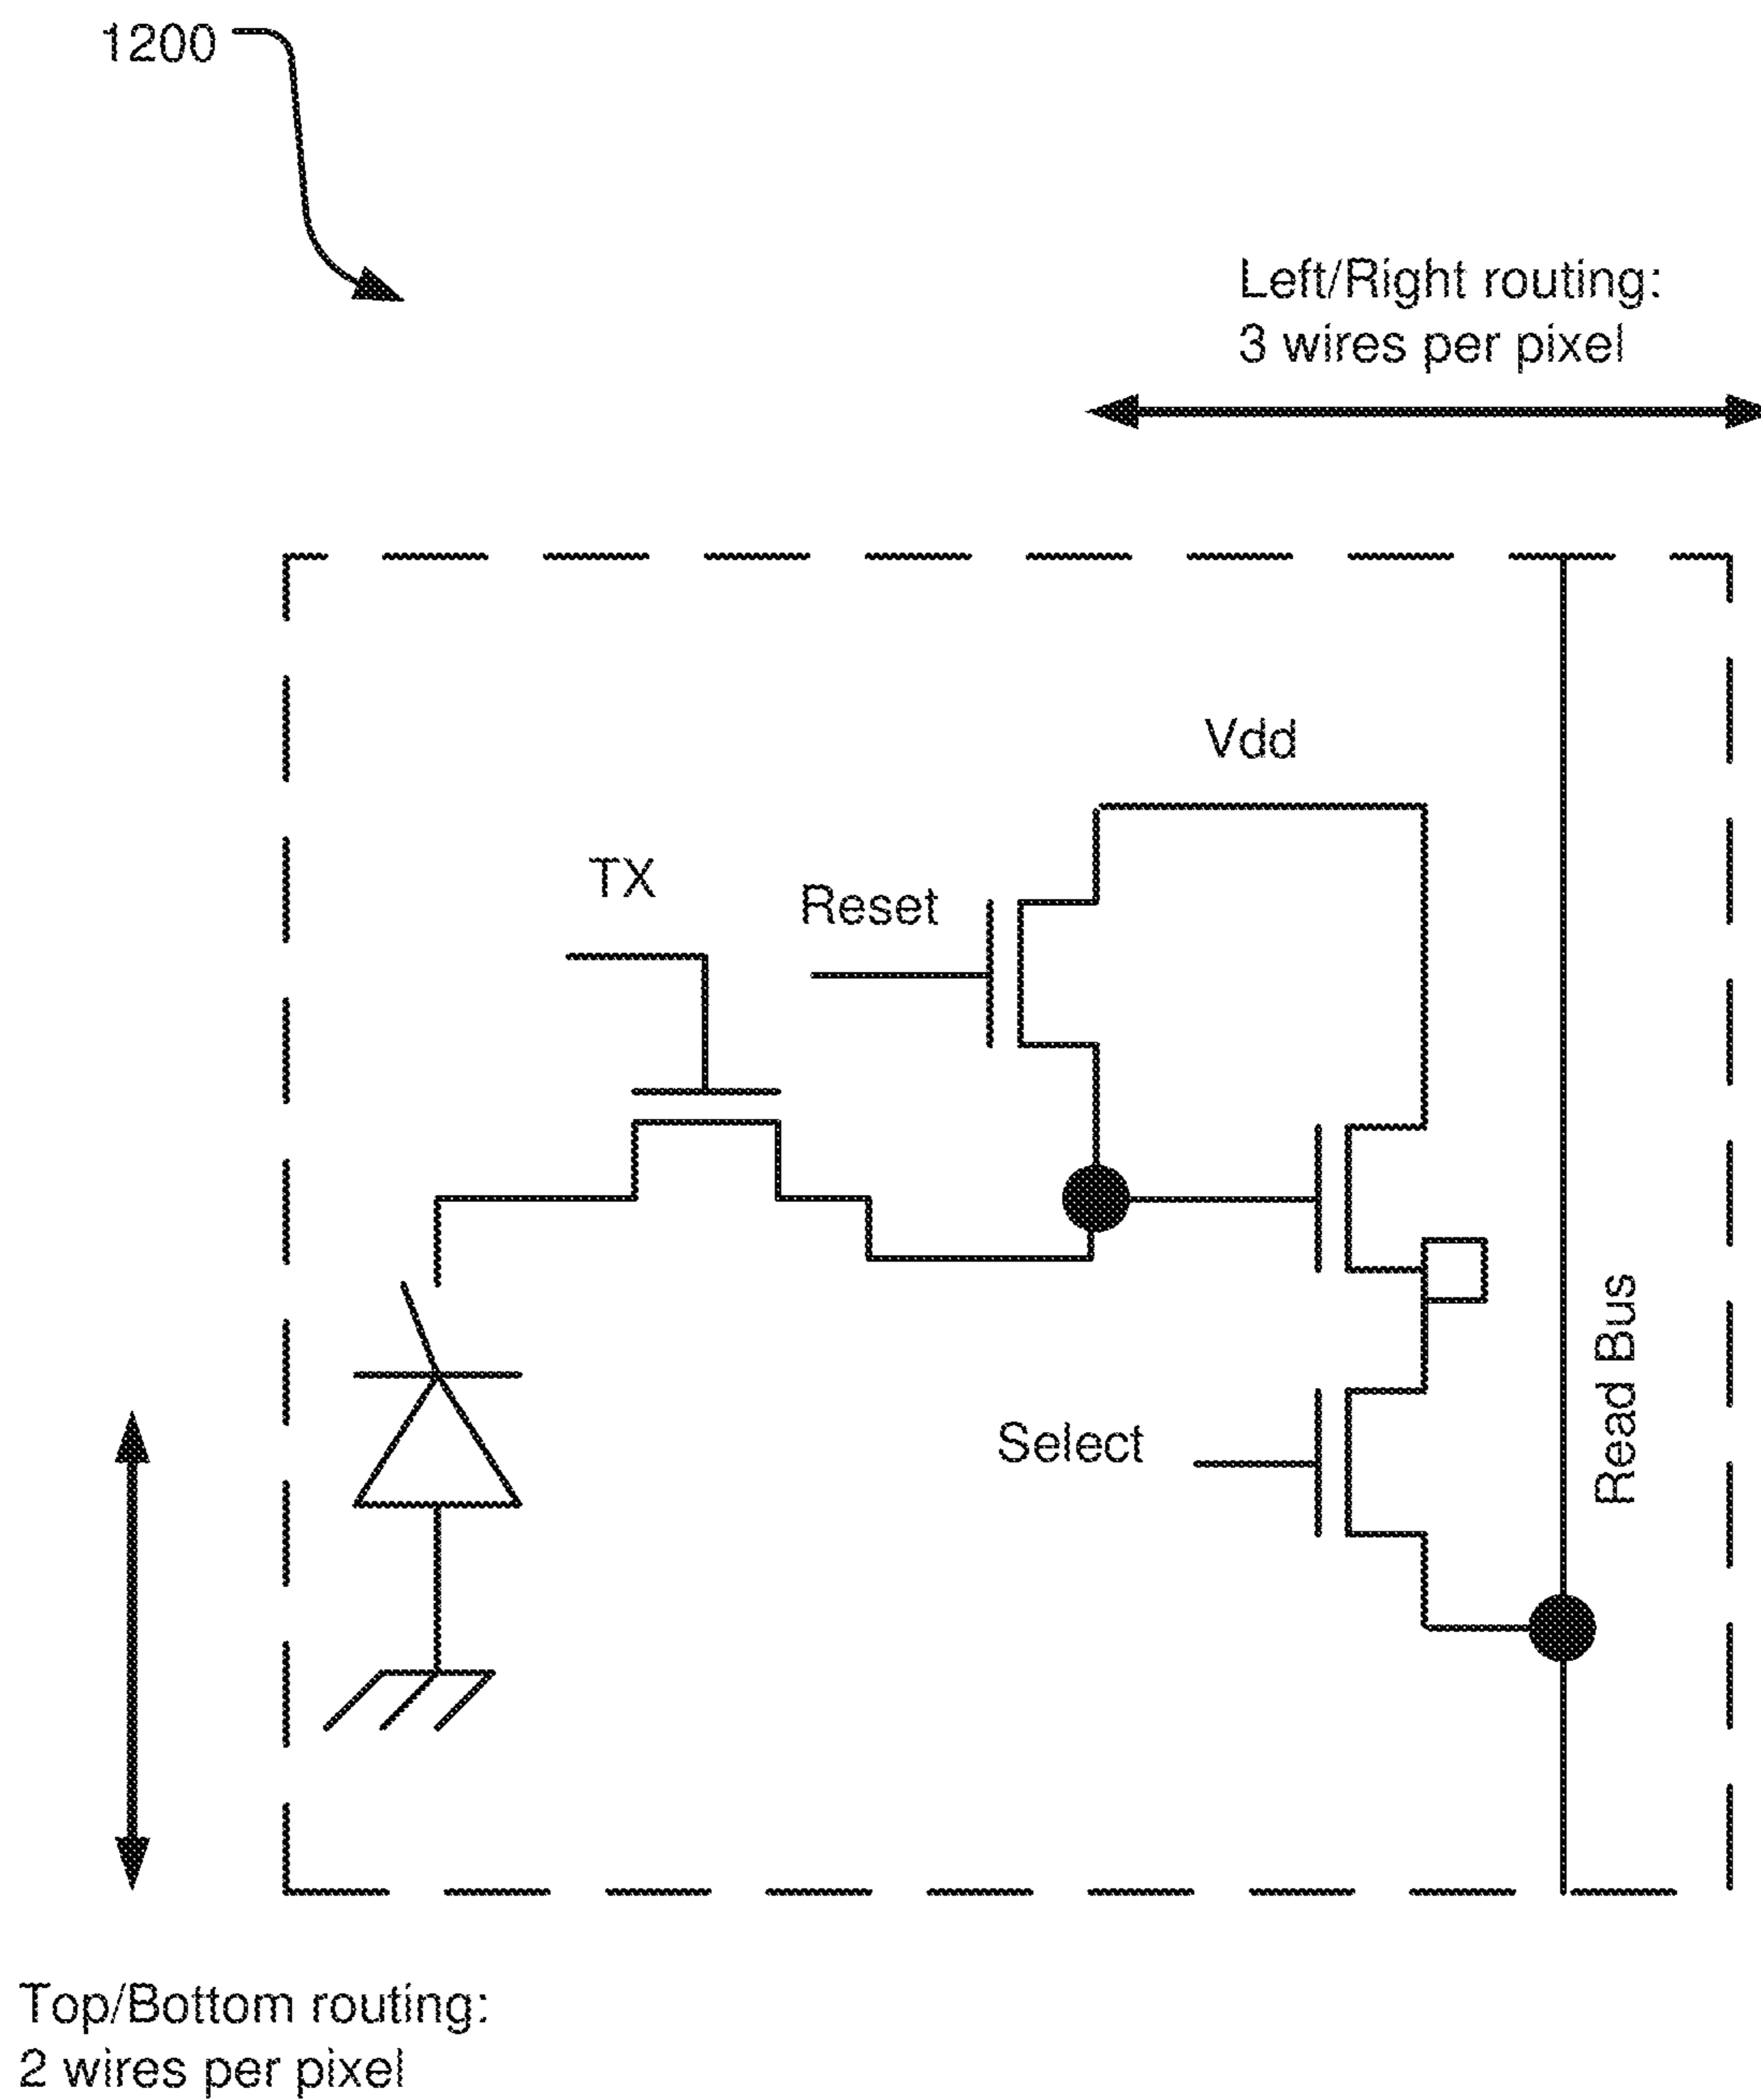 1200
Left/Right routing:
3 wires per pixel
Vdd
TX
Reset
Select
Read Bus
Top/Bottom routing:
2 wires per pixel